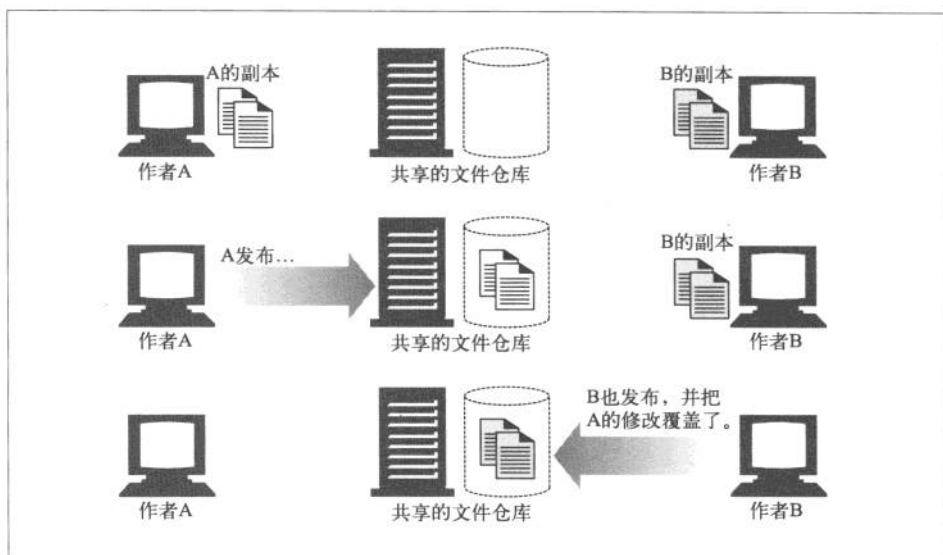 A的副本
B的副本
作者A
共享的文件仓库
作者B
A发布…
B的副本
作者A
共享的文件仓库
作者B
B也发布，并把
A的修改覆盖了。
作者A
共享的文件仓库
作者B